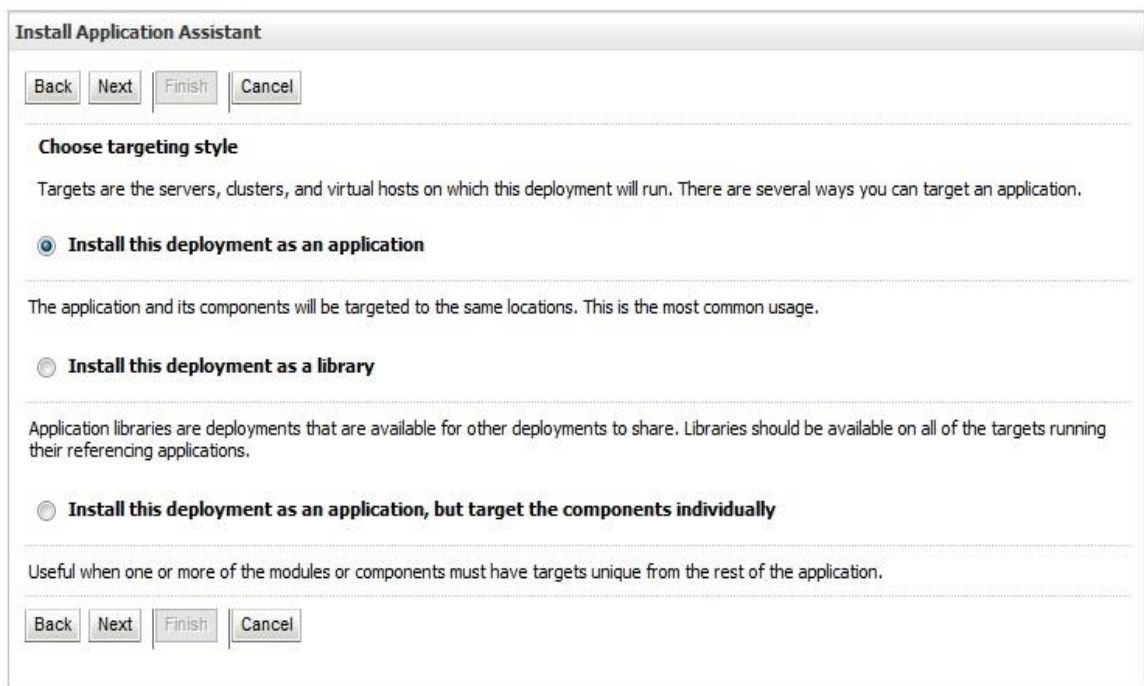 Install Application Assistant
Back Next Finish Cancel
Choose targeting style
Targets are the servers, clusters, and virtual hosts on which this deployment will run. There are several ways you can target an application.
Install this deployment as an application
The application and its components will be targeted to the same locations. This is the most common usage.
Install this deployment as a library
Application libraries are deployments that are available for other deployments to share. Libraries should be available on all of the targets running
their referencing applications.
Install this deployment as an application, but target the components individually
Useful when one or more of the modules or components must have targets unique from the rest of the application.
Back Next Finish Cancel